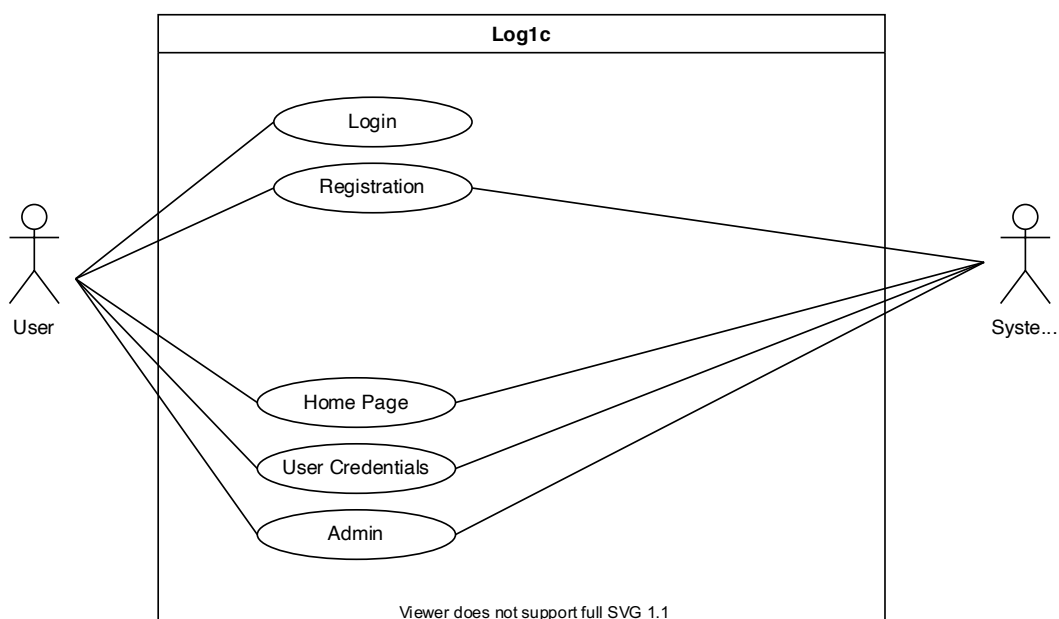 Log1c
Login
Registration
User
Syste...
Home Page
User Credentials
Admin
Viewer does not support full SVG 1.1